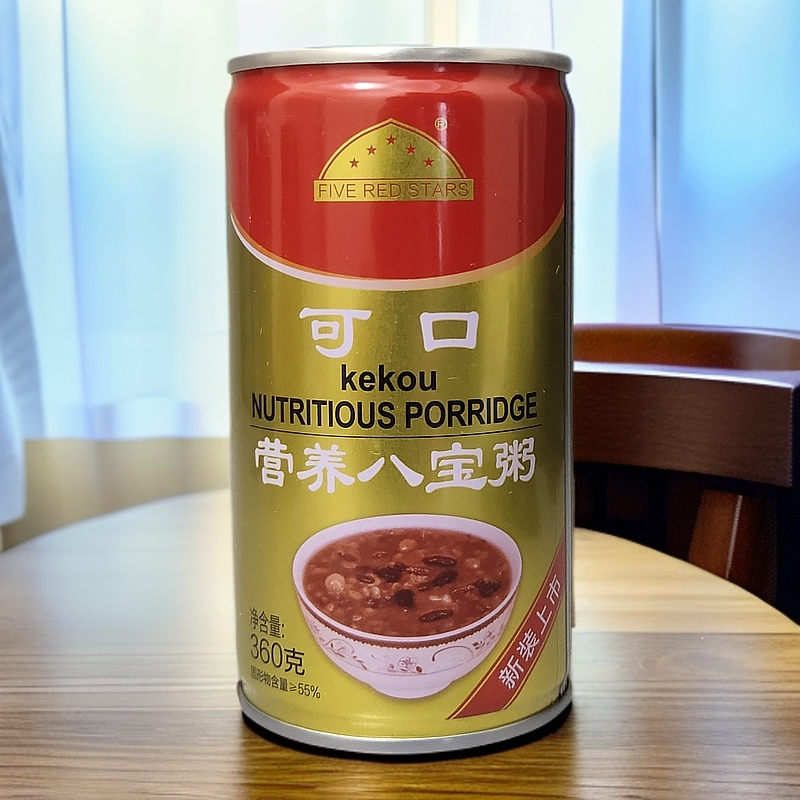 ®
FIVE RED STARS
可口
kekou
NUTRITIOUS PORRIDGE
营养八宝粥
净含量:
360克
固形物含量≥55%
新装上市